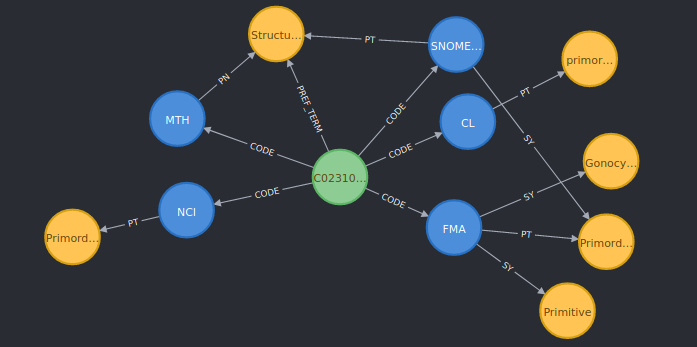 Structu...
PT
SNOME...
primor...
PN
PREF_TERM
PT
MTH
CODE
CL
CODE
CODE
SY
Gonocy...
C02310...
NCI
CODE
CODE
SY
Primord...
PT
FMA
PT
Primord...
SY
Primitive